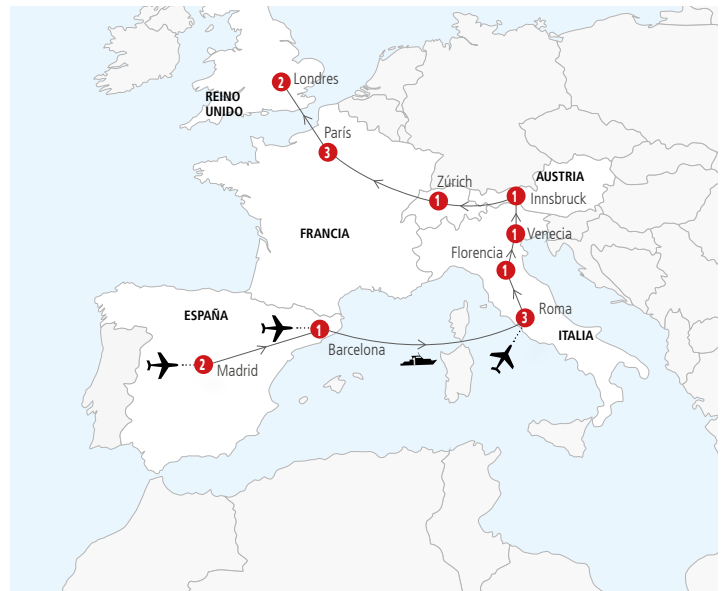 2 Londres
REINO
UNIDO
París
3
Zúrich
1
AUSTRIA
1 Innsbruck
FRANCIA
1 Venecia
Florencia
1
ESPAÑA
Roma
3
ITALIA
1
Barcelona
2 Madrid